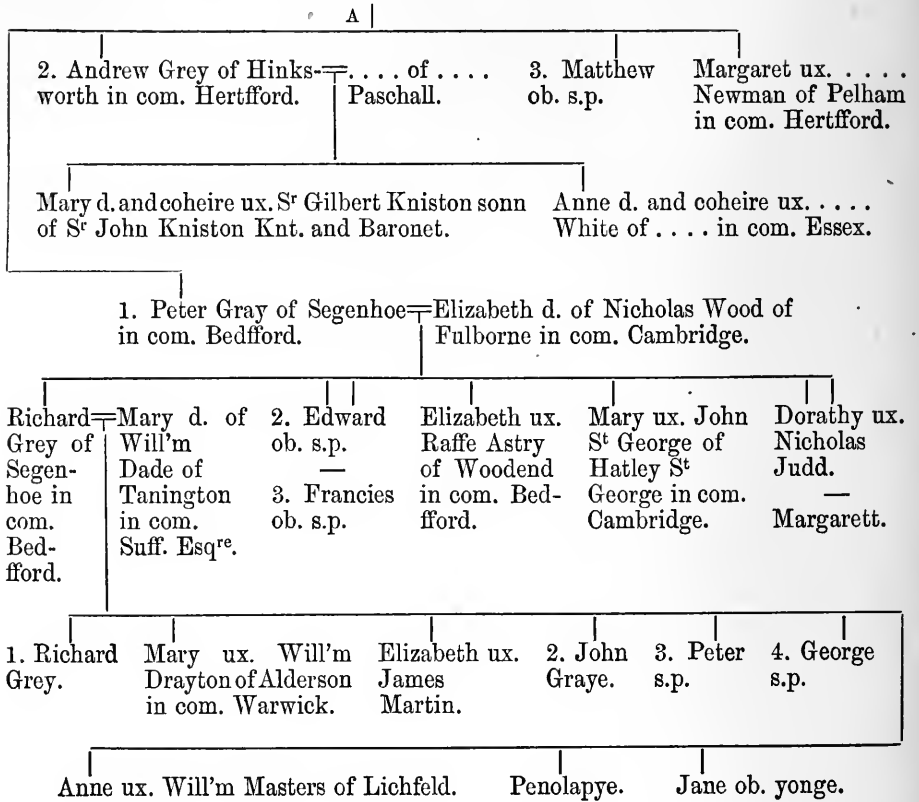 A
2. Andrew Grey of Hinks-
worth in com. Hertfford.
. . . . of . . . .
Paschall.
3. Matthew
ob. s.p.
Margaret ux. . . . . .
Newman of Pelham
in com. Hertfford.
Mary d. and coheire ux. Sʳ Gilbert Kniston sonn
of Sʳ John Kniston Knt. and Baronet.
Anne d. and coheire ux. . . . . .
White of . . . . in com. Essex.
1. Peter Gray of Segenhoe
in com. Bedfford.
Elizabeth d. of Nicholas Wood of
Fulborne in com. Cambridge.
Richard
Grey of
Segen-
hoe in
com.
Bed-
fford.
Mary d. of
Will'm
Dade of
Tanington
in com.
Suff. Esqʳᵉ.
2. Edward
ob. s.p.
—
3. Francies
ob. s.p.
Elizabeth ux.
Raffe Astry
of Woodend
in com. Bed-
fford.
Mary ux. John
Sᵗ George of
Hatley Sᵗ
George in com.
Cambridge.
Dorathy ux.
Nicholas
Judd.
—
Margarett.
1. Richard
Grey.
Mary ux. Will'm
Drayton of Alderson
in com. Warwick.
Elizabeth ux.
James
Martin.
2. John
Graye.
3. Peter
s.p.
4. George
s.p.
Anne ux. Will'm Masters of Lichfeld.
Penolapye.
Jane ob. yonge.